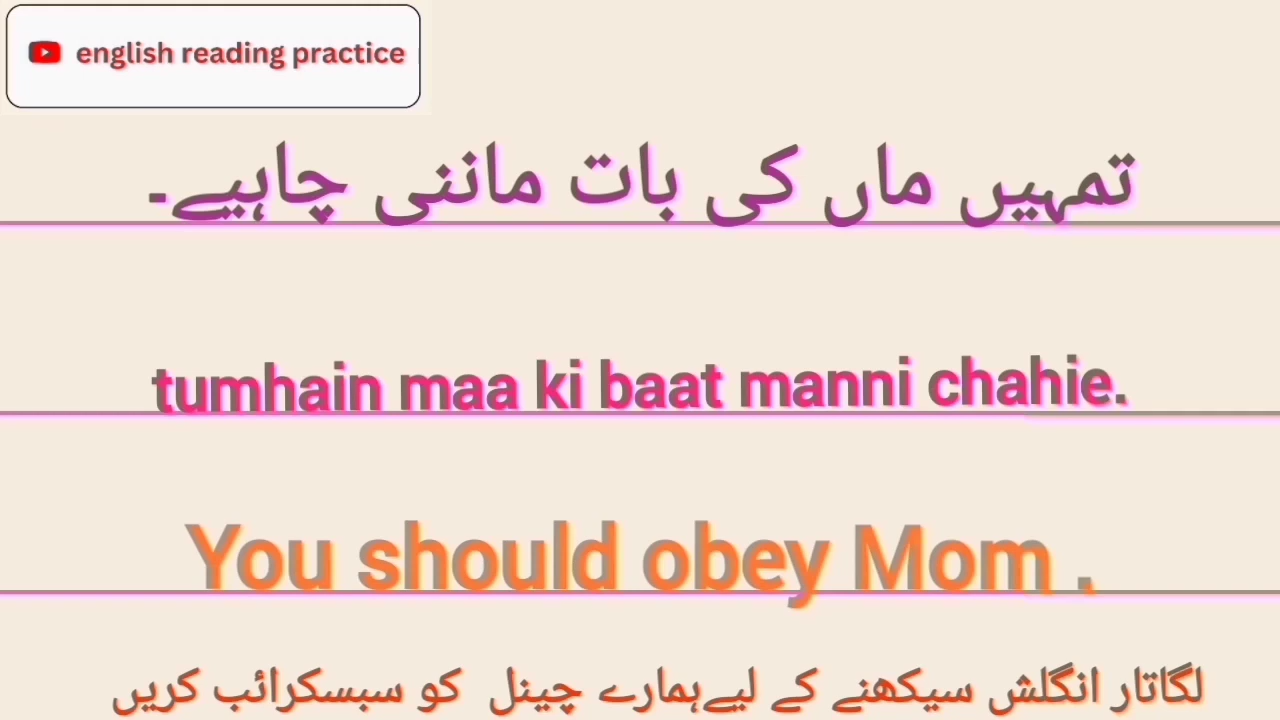 english reading practice
تمہیں ماں کی بات ماننی چاہیے۔
tumhain maa ki baat manni chahie.
You should obey Mom .
لگاتار انگلش سیکھنے کے لیےہمارے چینل کو سبسکرائب کریں